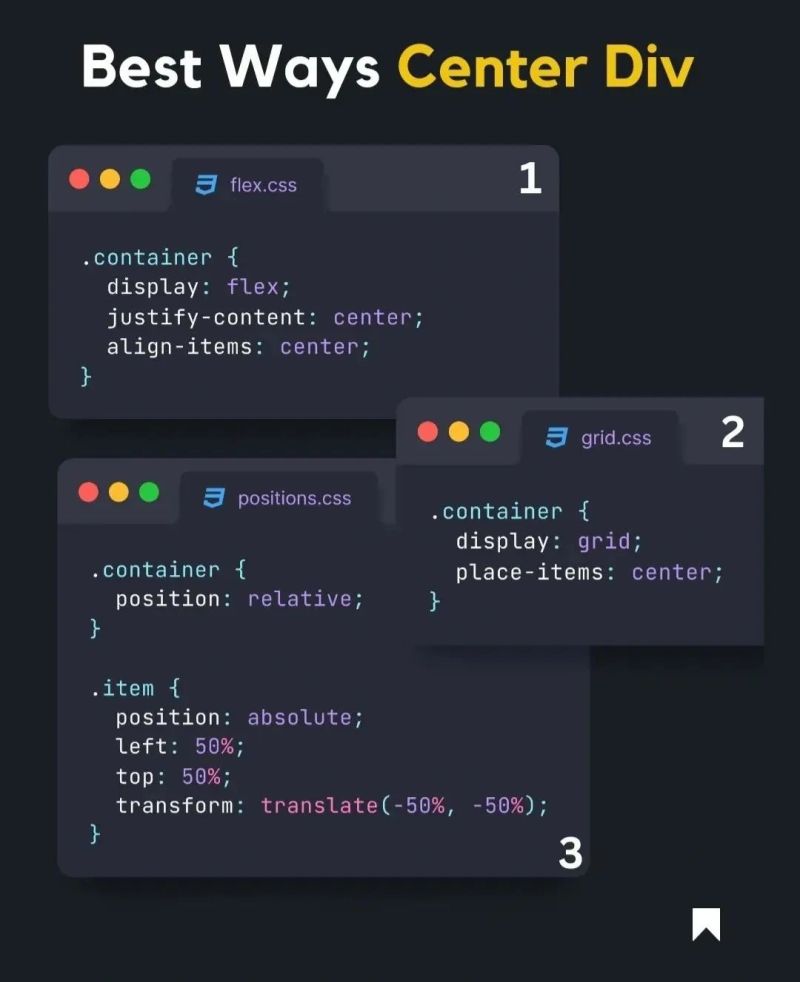 Best Ways Center Div
flex.css
1
.container {
  display: flex;
  justify-content: center;
  align-items: center;
}
grid.css
2
.container {
  display: grid;
  place-items: center;
}
positions.css
.container {
  position: relative;
}

.item {
  position: absolute;
  left: 50%;
  top: 50%;
  transform: translate(-50%, -50%);
}
3